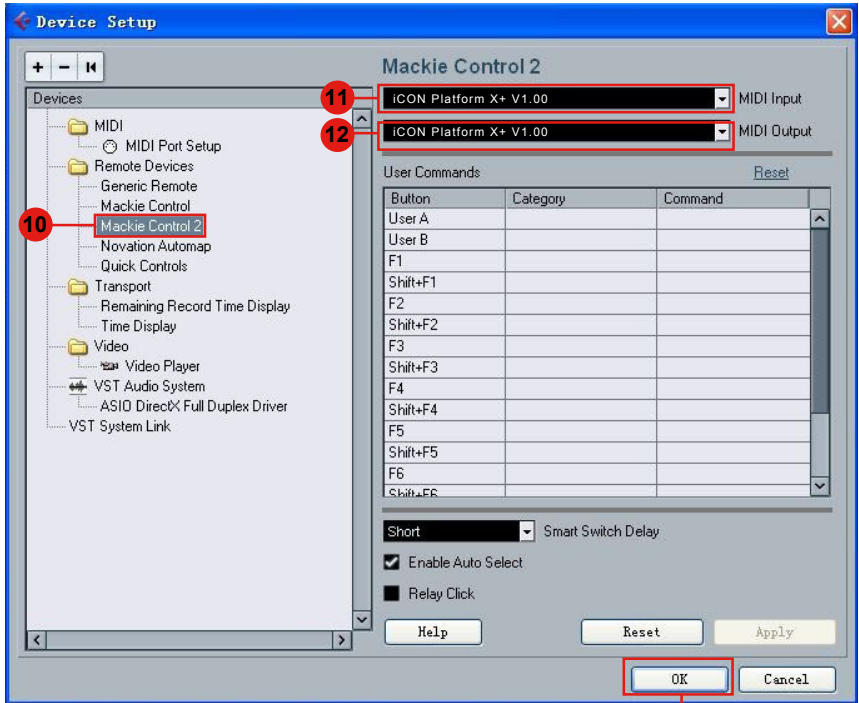 Device Setup
+ − I◀
Mackie Control 2
Devices
11 iCON Platform X+ V1.00 MIDI Input
12 iCON Platform X+ V1.00 MIDI Output
MIDI
MIDI Port Setup
Remote Devices
Generic Remote
Mackie Control
10 Mackie Control 2
Novation Automap
Quick Controls
Transport
Remaining Record Time Display
Time Display
Video
Video Player
VST Audio System
ASIO DirectX Full Duplex Driver
VST System Link
User Commands Reset
Button Category Command
User A
User B
F1
Shift+F1
F2
Shift+F2
F3
Shift+F3
F4
Shift+F4
F5
Shift+F5
F6
Shift+F6
Short Smart Switch Delay
Enable Auto Select
Relay Click
Help Reset Apply
OK Cancel